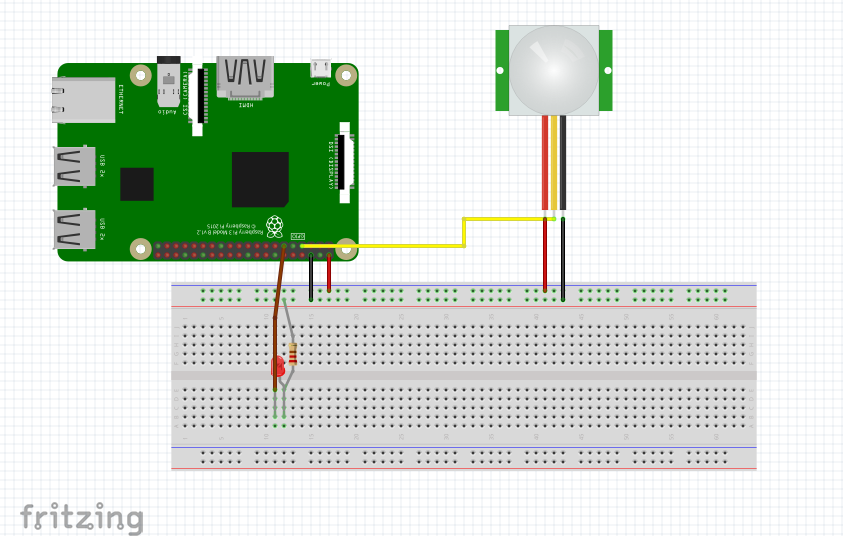 ETHERNET
Audio
CSI (CAMERA)
HDMI
Power
DSI (DISPLAY)
USB 2x
USB 2x
Raspberry Pi 3 Model B v1.2
© Raspberry Pi 2015
GPIO
fritzing